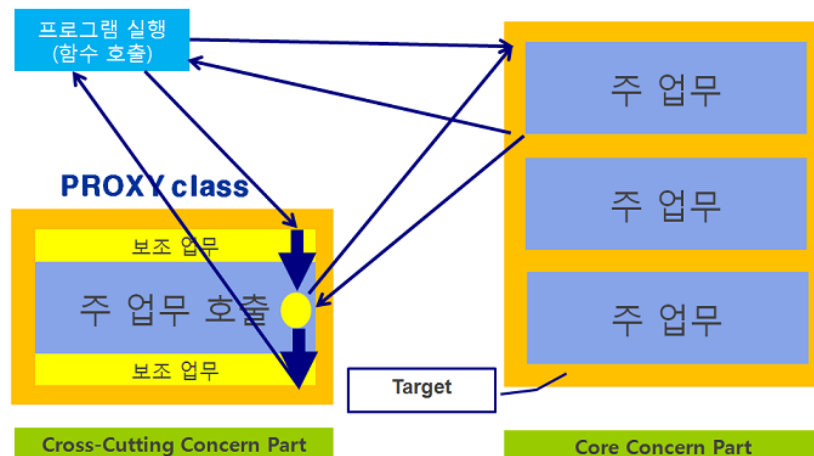 프로그램 실행
(함수 호출)
PROXY class
보조 업무
주 업무 호출
보조 업무
Cross-Cutting Concern Part
주 업무
주 업무
주 업무
Target
Core Concern Part